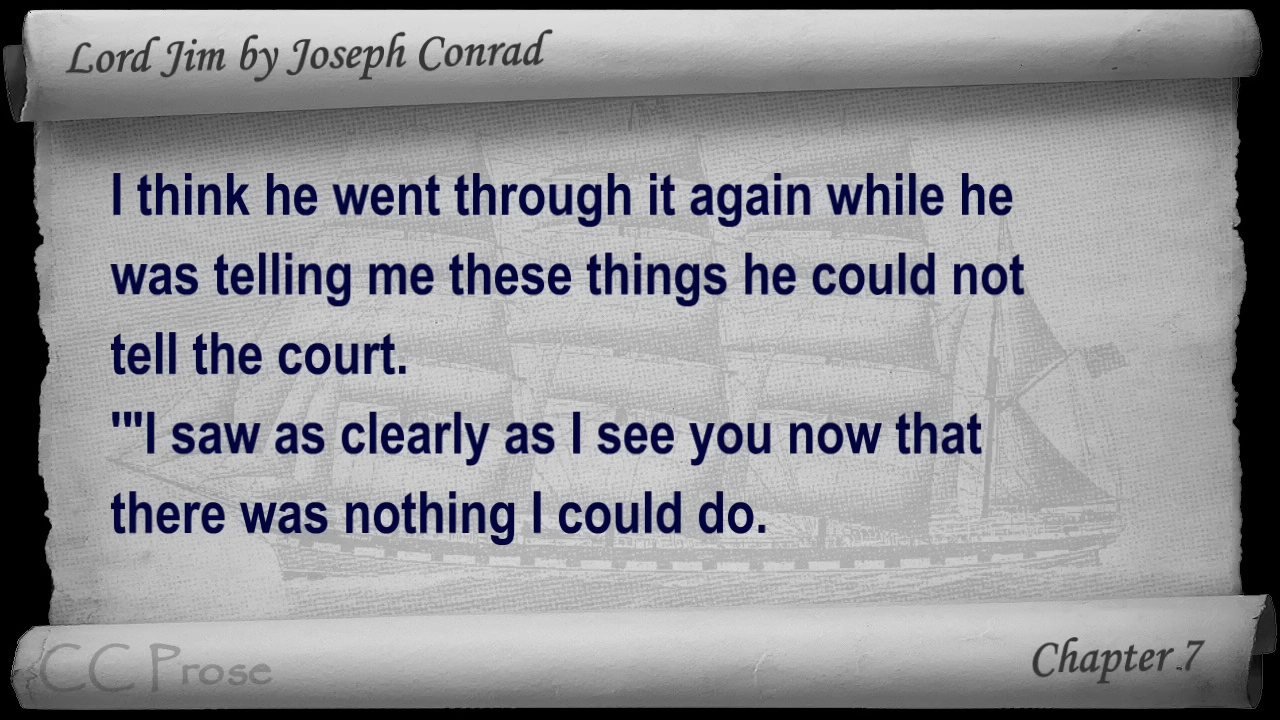 Lord Jim by Joseph Conrad
I think he went through it again while he
was telling me these things he could not
tell the court.
'"I saw as clearly as I see you now that
there was nothing I could do.
CC Prose
Chapter 7